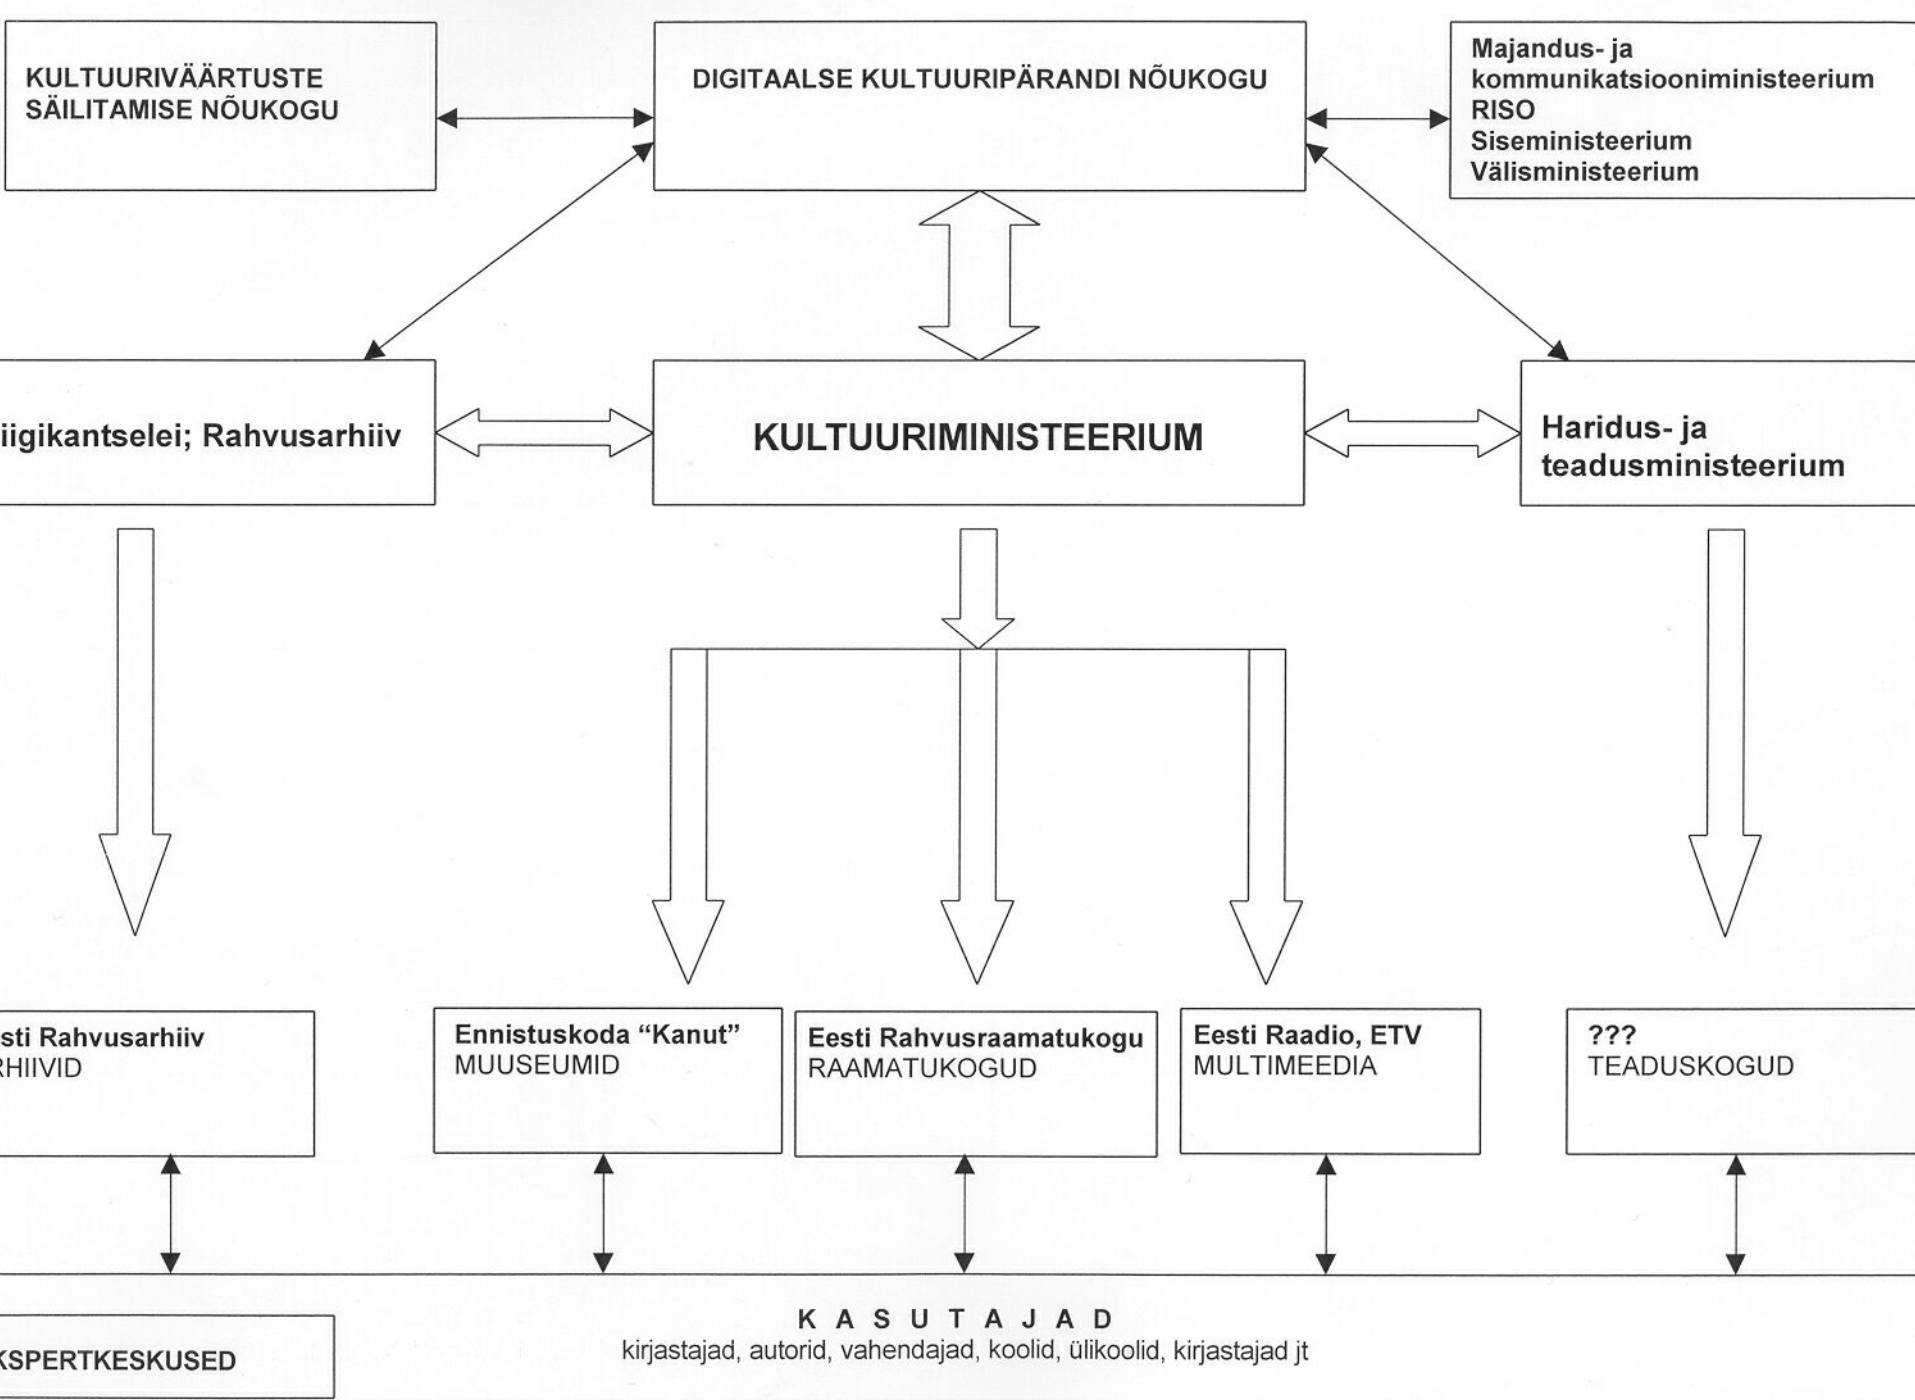 KULTUURIVÄÄRTUSTE
SÄILITAMISE NÕUKOGU
DIGITAALSE KULTUURIPÄRANDI NÕUKOGU
Majandus- ja
kommunikatsiooniministeerium
RISO
Siseministeerium
Välisministeerium
iigikantselei; Rahvusarhiiv
KULTUURIMINISTEERIUM
Haridus- ja
teadusministeerium
sti Rahvusarhiiv
RHIIVID
Ennistuskoda “Kanut”
MUUSEUMID
Eesti Rahvusraamatukogu
RAAMATUKOGUD
Eesti Raadio, ETV
MULTIMEEDIA
???
TEADUSKOGUD
K A S U T A J A D
kirjastajad, autorid, vahendajad, koolid, ülikoolid, kirjastajad jt
KSPERTKESKUSED